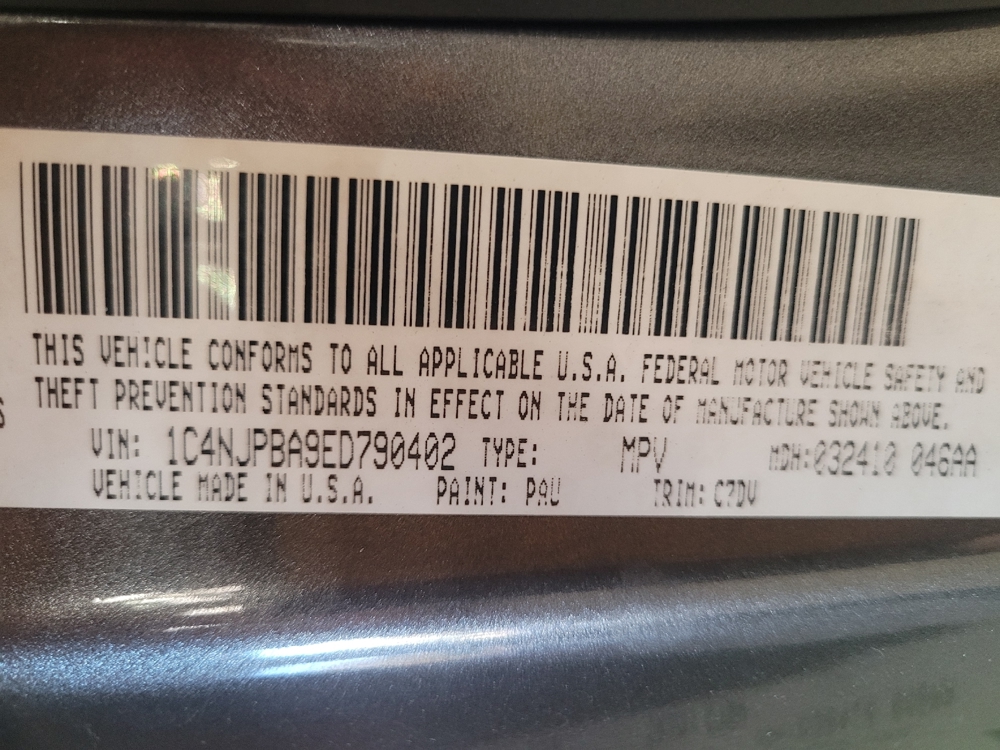 THIS VEHICLE CONFORMS TO ALL APPLICABLE U.S.A. FEDERAL MOTOR VEHICLE SAFETY AND
THEFT PREVENTION STANDARDS IN EFFECT ON THE DATE OF MANUFACTURE SHOWN ABOVE.
VIN: 1C4NJPBA9ED790402 TYPE: MPV MDH:032410 046AA
VEHICLE MADE IN U.S.A. PAINT: PAU TRIM: C7DV